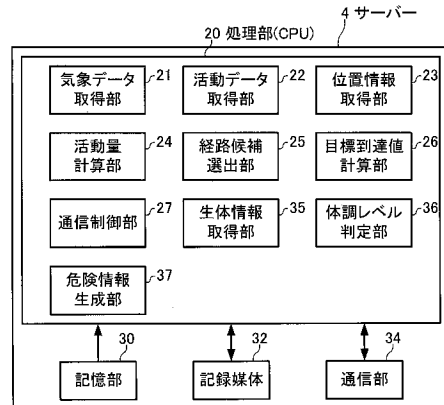 4 サーバー
20 処理部(CPU)
気象データ
取得部
21
活動データ
取得部
22
位置情報
取得部
23
活動量
計算部
24
経路候補
選出部
25
目標到達値
計算部
26
通信制御部
27
生体情報
取得部
35
体調レベル
判定部
36
危険情報
生成部
37
30
記憶部
32
記録媒体
34
通信部